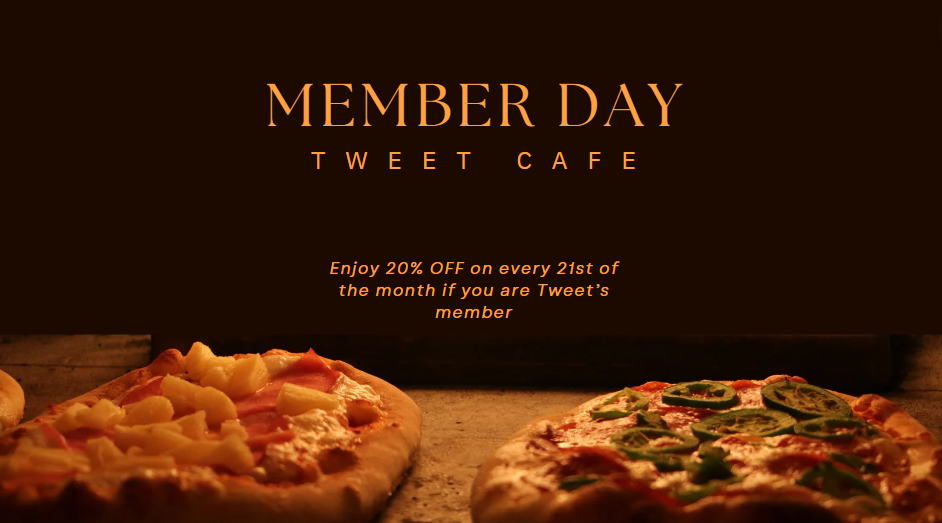 MEMBER DAY
TWEET CAFE
Enjoy 20% OFF on every 21st of
the month if you are Tweet's
member